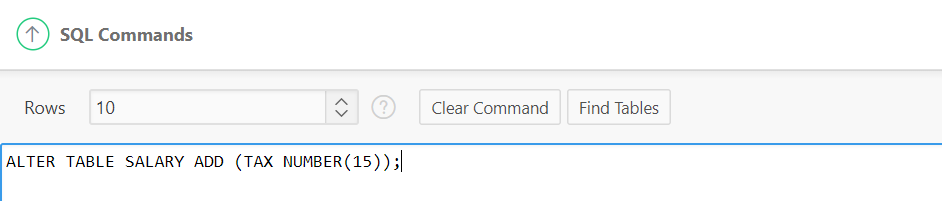 SQL Commands
Rows 10 ? Clear Command Find Tables
ALTER TABLE SALARY ADD (TAX NUMBER(15));